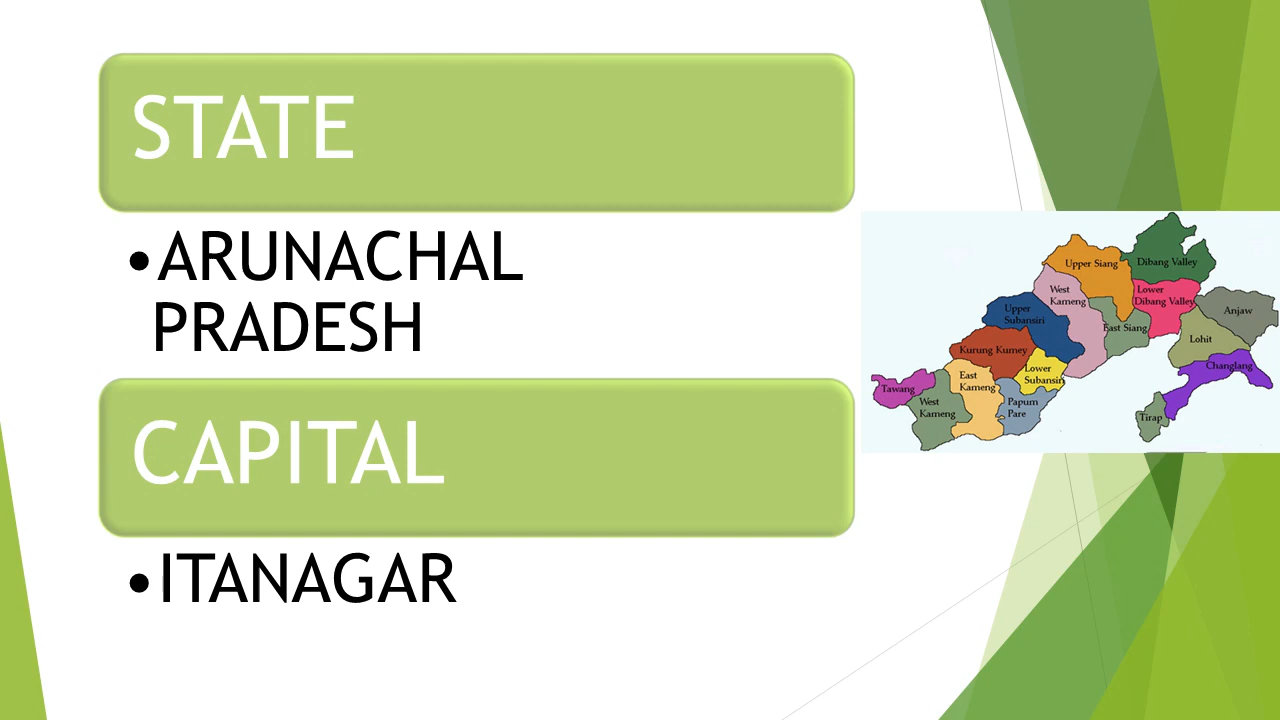 STATE
•ARUNACHAL
PRADESH
CAPITAL
•ITANAGAR
Upper Siang
Dibang Valley
West
Kameng
Lower
Dibang Valley
Upper
Subansiri
East Siang
Anjaw
Lohit
Kurung Kumey
Changlang
Lower
Subansiri
East
Kameng
Tawang
West
Kameng
Papum
Pare
Tirap